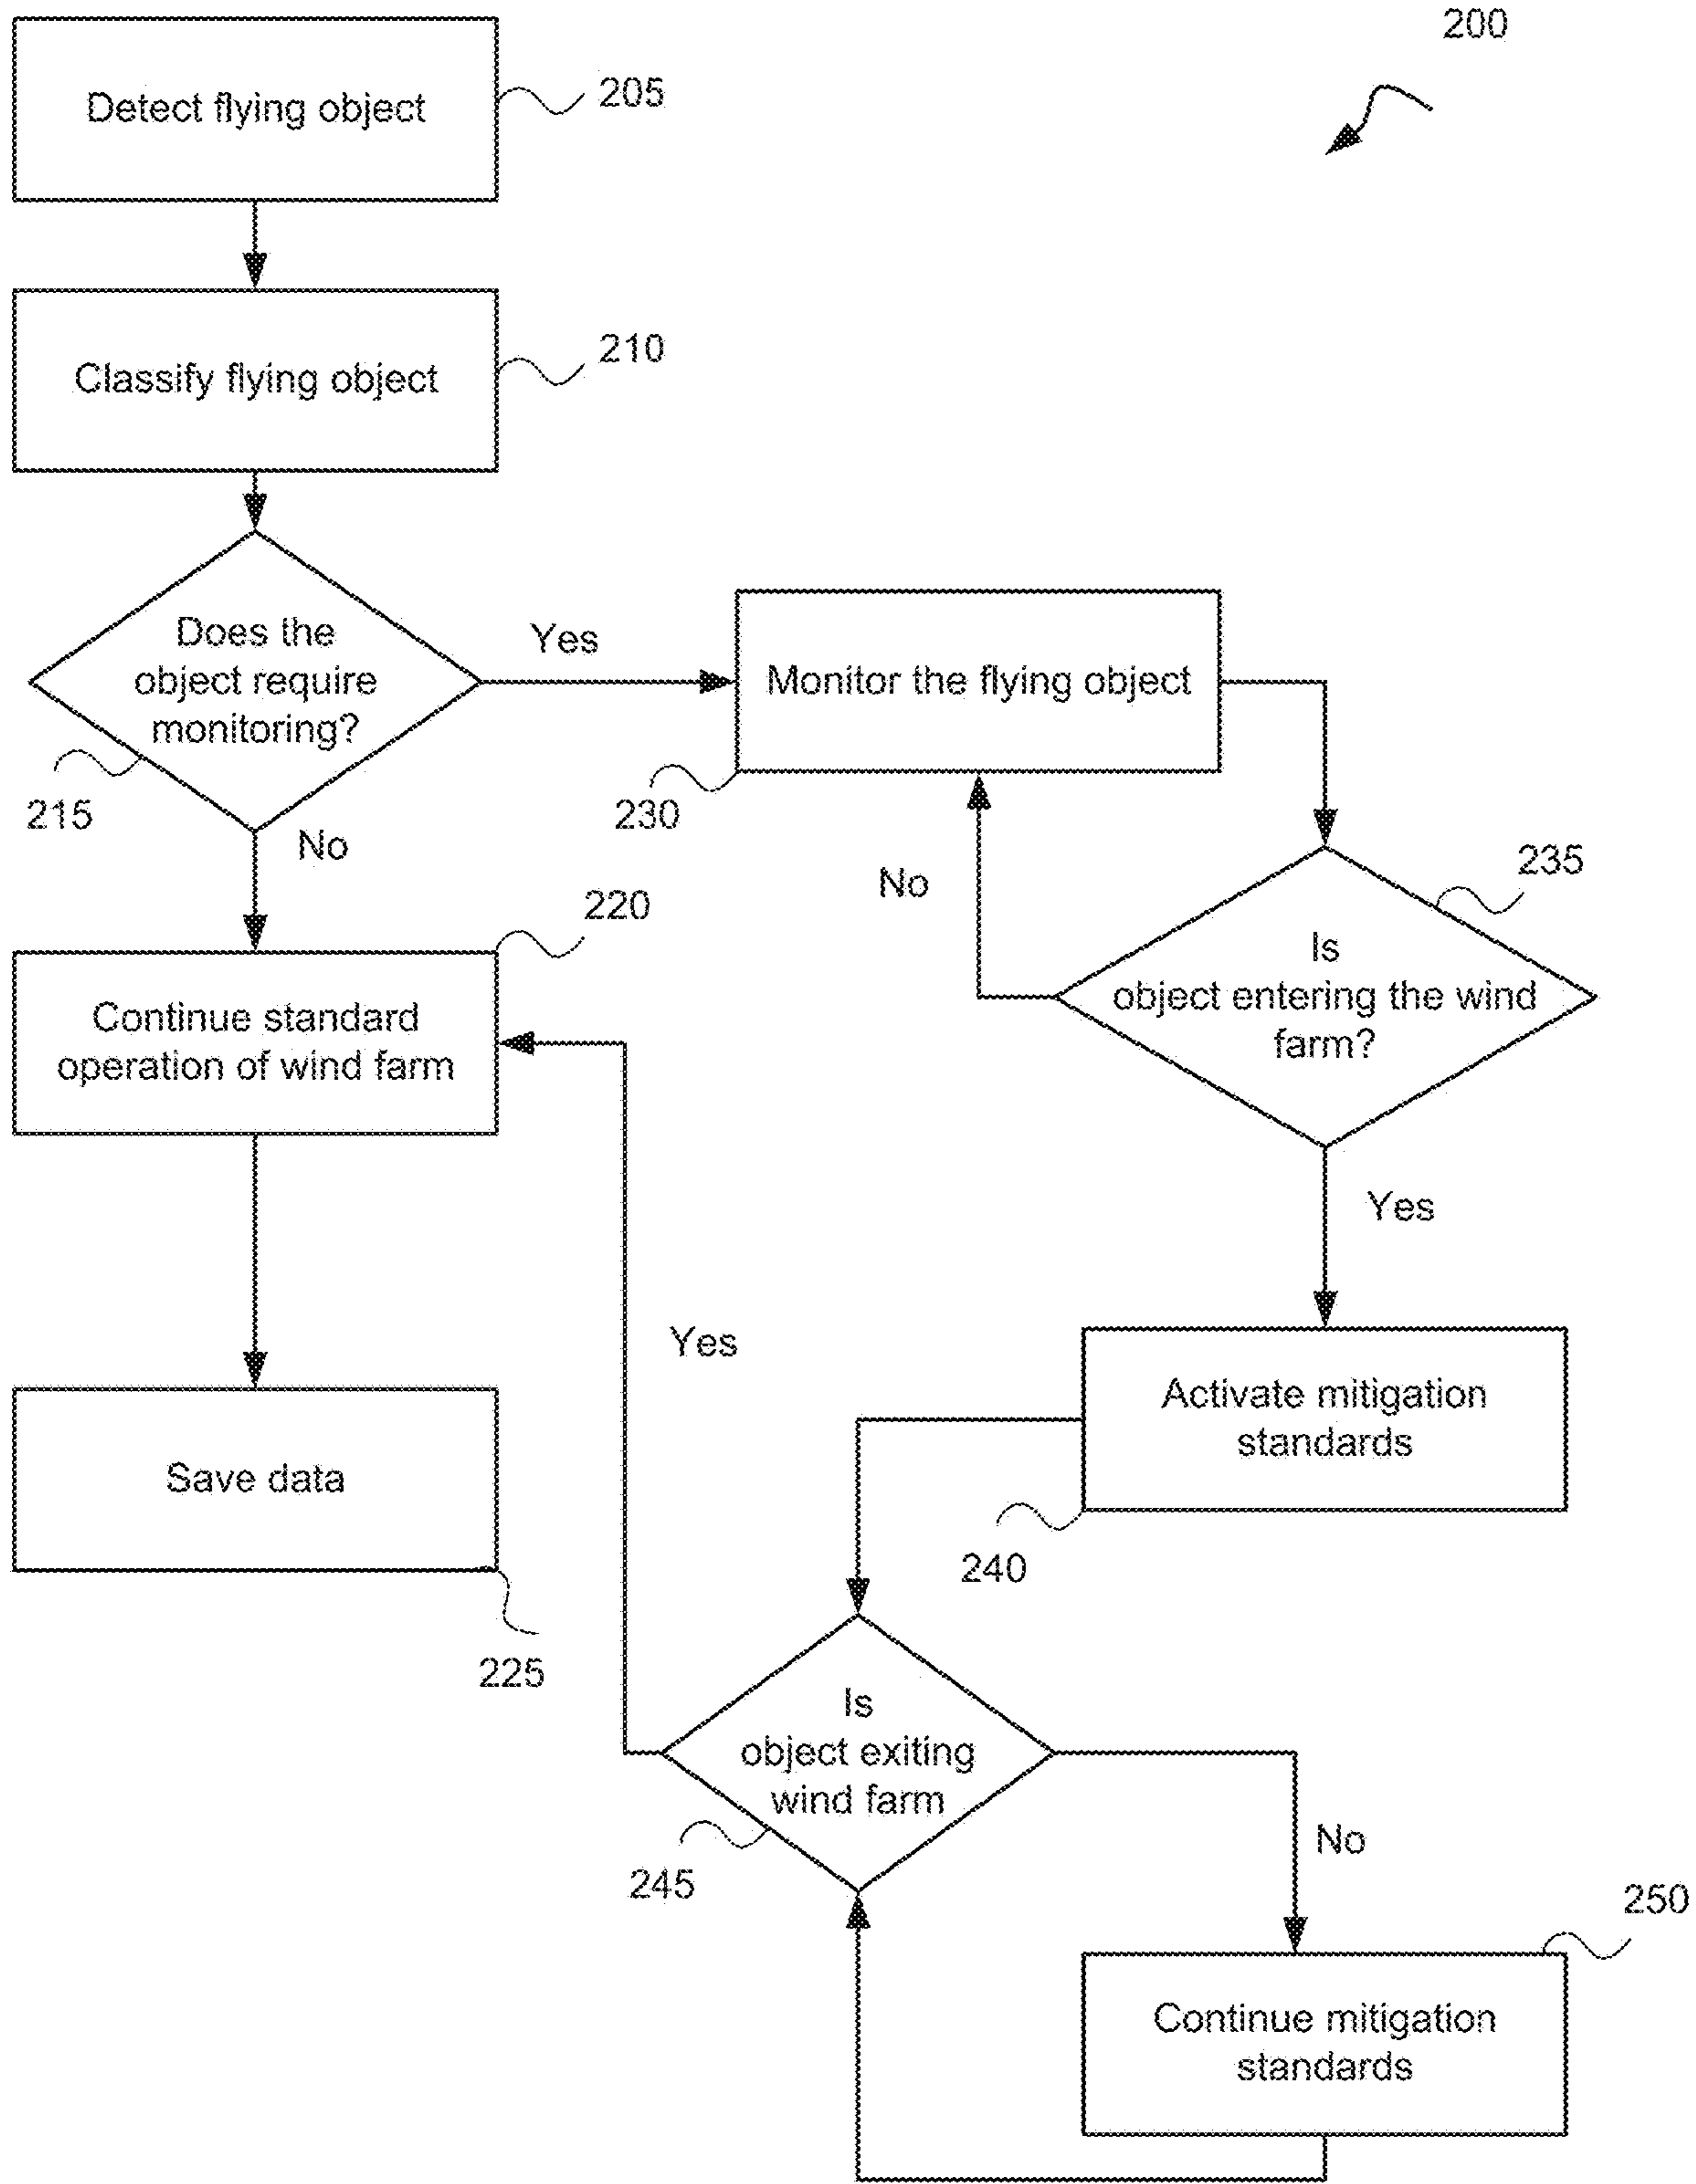 200
Detect flying object
205
Classify flying object
210
Does the
object require
monitoring?
215
Yes
No
Monitor the flying object
230
No
235
Is
object entering the wind
farm?
Yes
220
Continue standard
operation of wind farm
Save data
225
Yes
Activate mitigation
standards
240
Is
object exiting
wind farm
245
No
250
Continue mitigation
standards